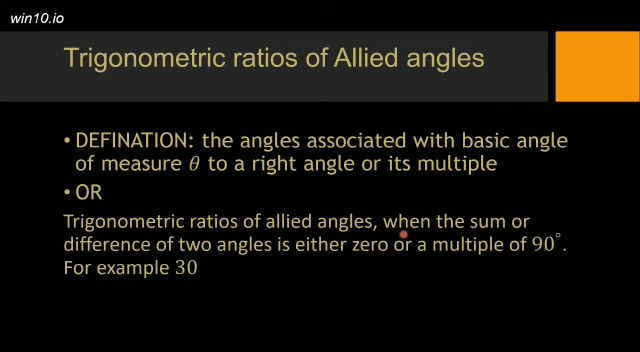 win10.io
Trigonometric ratios of Allied angles
• DEFINATION: the angles associated with basic angle
of measure θ to a right angle or its multiple
• OR
Trigonometric ratios of allied angles, when the sum or
difference of two angles is either zero or a multiple of 90°.
For example 30